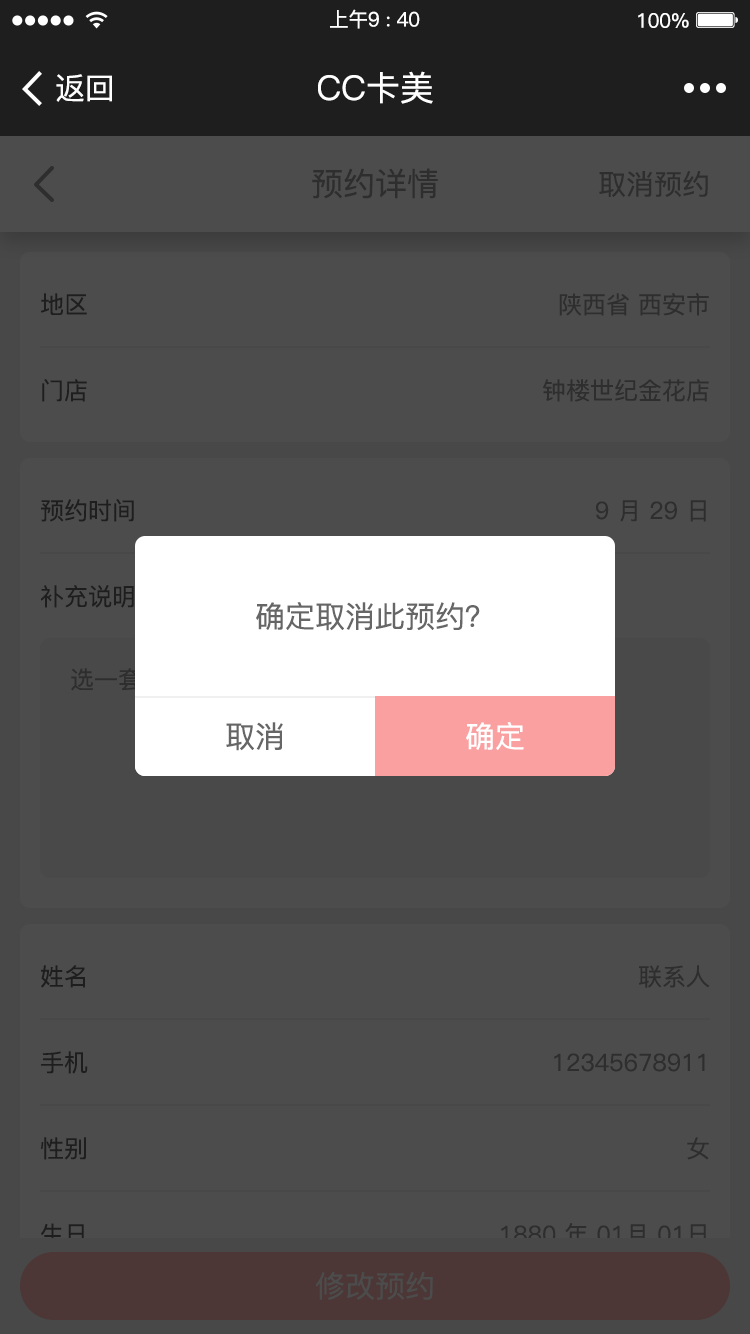 上午9 : 40
100%
返回
CC卡美
预约详情
取消预约
地区
陕西省 西安市
门店
钟楼世纪金花店
预约时间
9 月 29 日
补充说明
选一套
确定取消此预约?
取消
确定
姓名
联系人
手机
12345678911
性别
女
生日
1880 年 01月 01日
修改预约